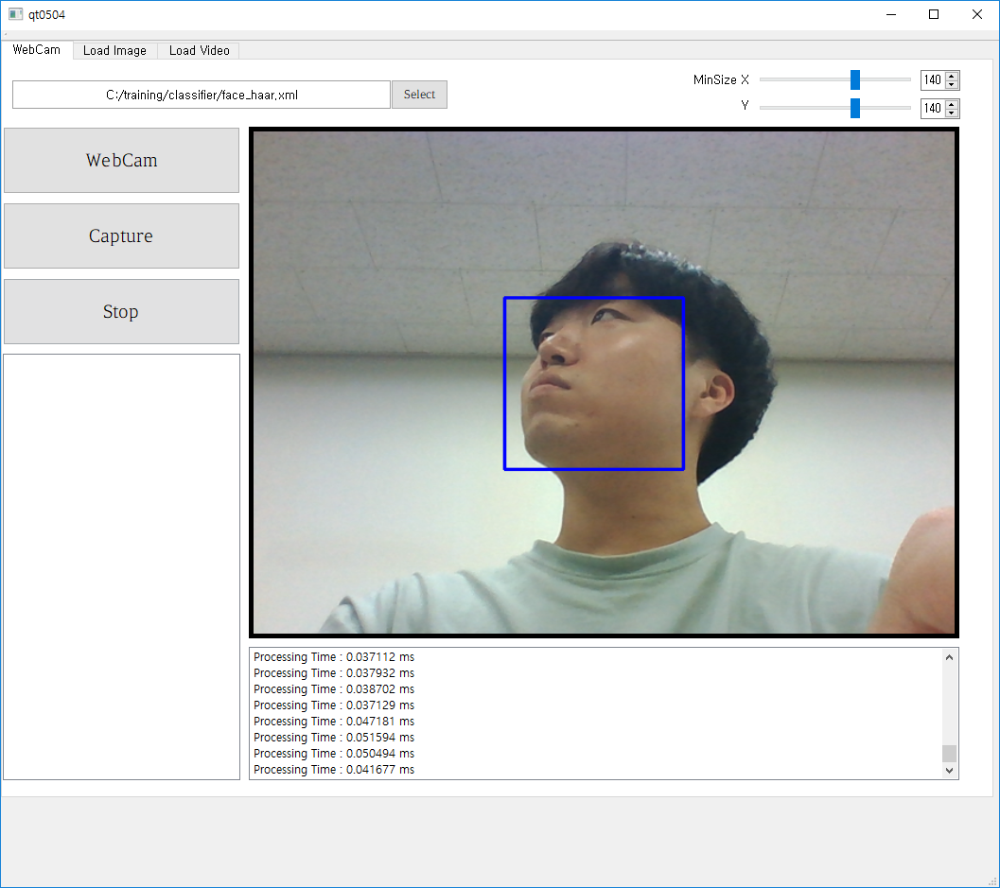 qt0504
WebCam Load Image Load Video
C:/training/classifier/face_haar.xml Select
MinSize X 140
Y 140
WebCam
Capture
Stop
Processing Time : 0.037112 ms
Processing Time : 0.037932 ms
Processing Time : 0.038702 ms
Processing Time : 0.037129 ms
Processing Time : 0.047181 ms
Processing Time : 0.051594 ms
Processing Time : 0.050494 ms
Processing Time : 0.041677 ms